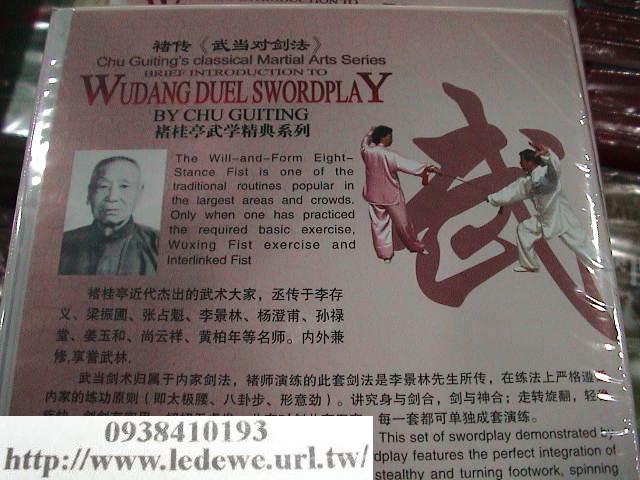 INTRODUCTION TO
褚传《武当对剑法》
Chu Guiting's classical Martial Arts Series
BRIEF INTRODUCTION TO
WUDANG DUEL SWORDPLAY
BY CHU GUITING
褚桂亭武学精典系列
The Will-and-Form Eight-
Stance Fist is one of the
traditional routines popular in
the largest areas and crowds.
Only when one has practiced
the required basic exercise,
Wuxing Fist exercise and
Interlinked Fist
武
褚桂亭近代杰出的武术大家，丞传于李存
义、梁振圃、张占魁、李景林、杨澄甫、孙禄
堂、姜玉和、尚云祥、黄柏年等名师。内外兼
修,享誉武林.
武当剑术归属于内家剑法，褚师演练的此套剑法是李景林先生所传，在练法上严格遵
内家的练功原则（即太极腰、八卦步、形意劲）。讲究身与剑合，剑与神合；走转旋翻，轻
每一套都可单独成套演练。
This set of swordplay demonstrated by
dplay features the perfect integration of
stealthy and turning footwork, spinning
0938410193
http://www.ledewe.url.tw/